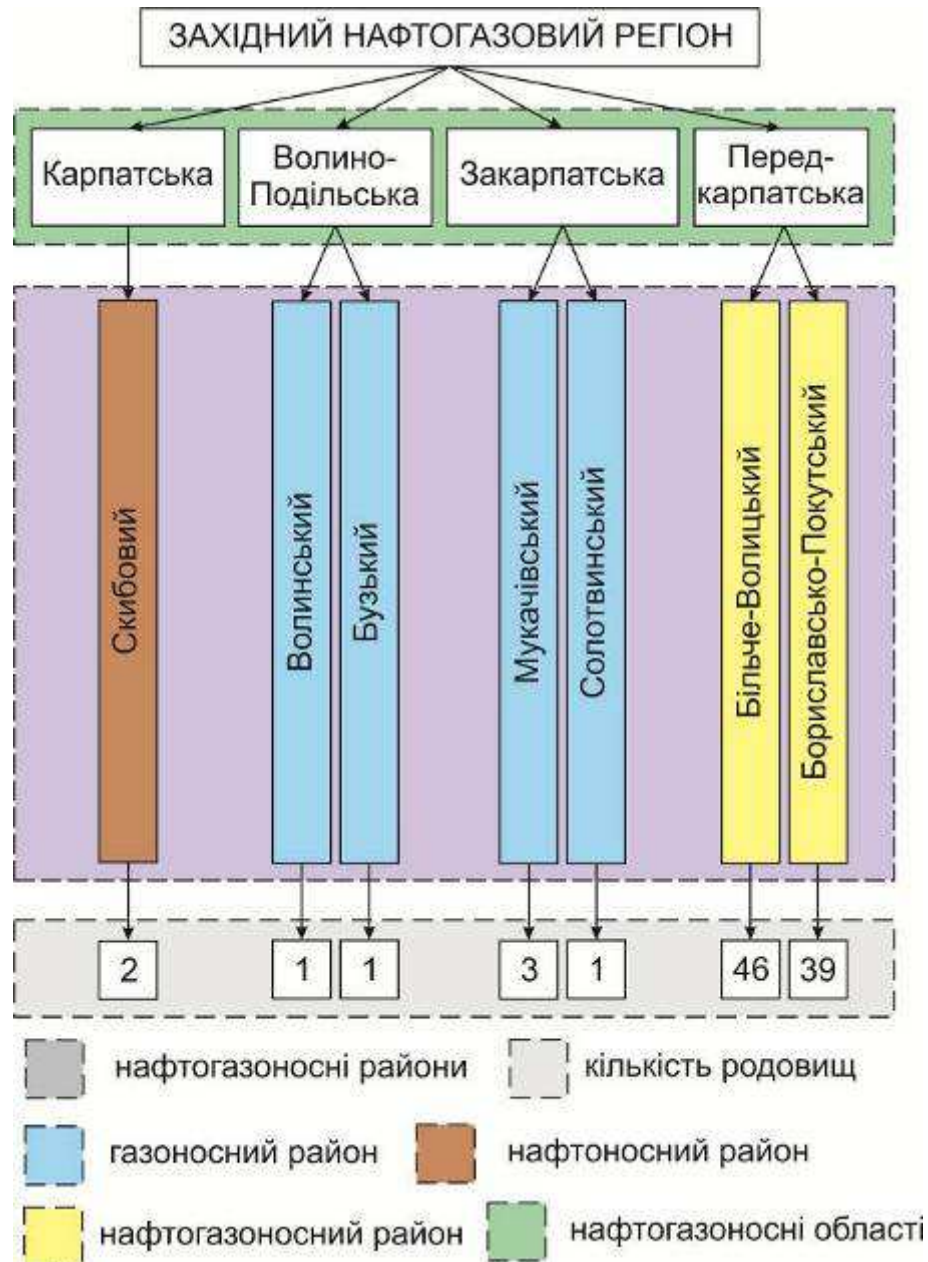 ЗАХІДНИЙ НАФТОГАЗОВИЙ РЕГІОН
Карпатська
Волино-
Подільська
Закарпатська
Перед-
карпатська
Скибовий
Волинський
Бузький
Мукачівський
Солотвинський
Більче-Волицький
Бориславсько-Покутський
2
1
1
3
1
46
39
нафтогазоносні райони
кількість родовищ
газоносний район
нафтоносний район
нафтогазоносний район
нафтогазоносні області